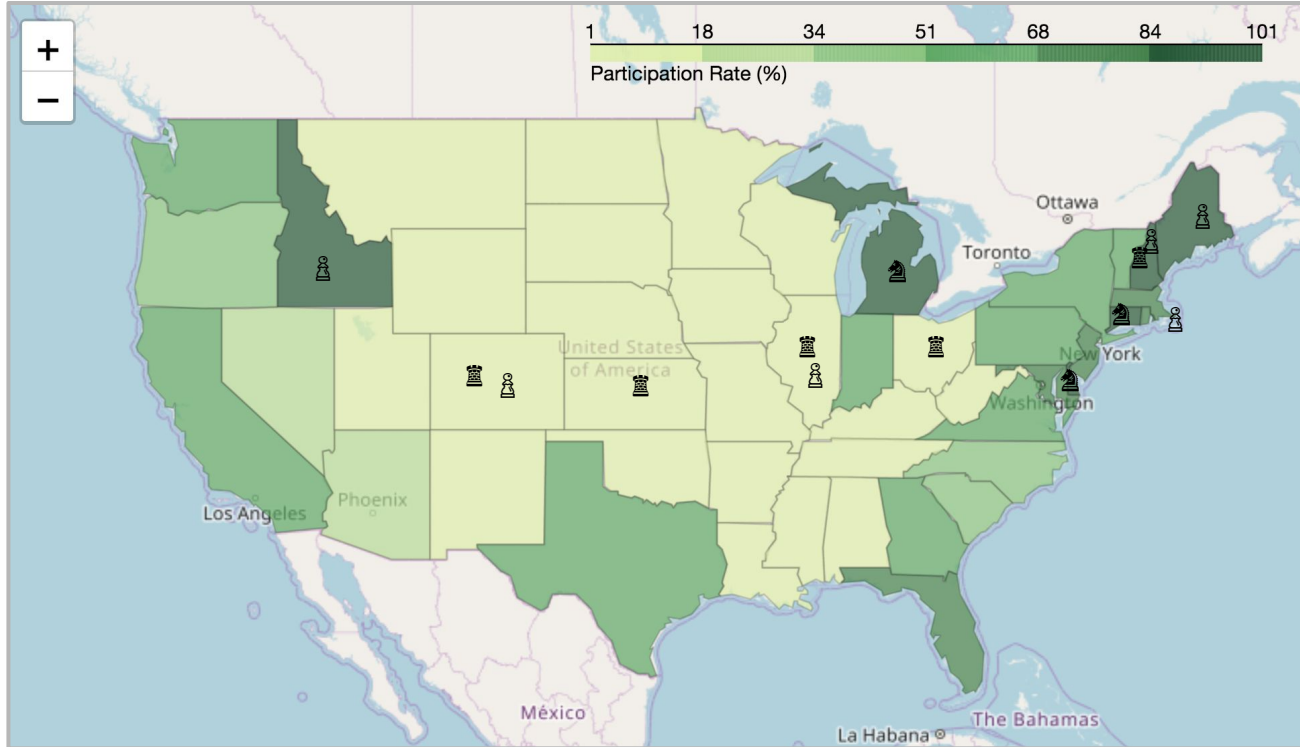 +
−
1 18 34 51 68 84 101
Participation Rate (%)
Ottawa
Toronto
United States
of America
New York
Washington
Phoenix
Los Angeles
México
The Bahamas
La Habana